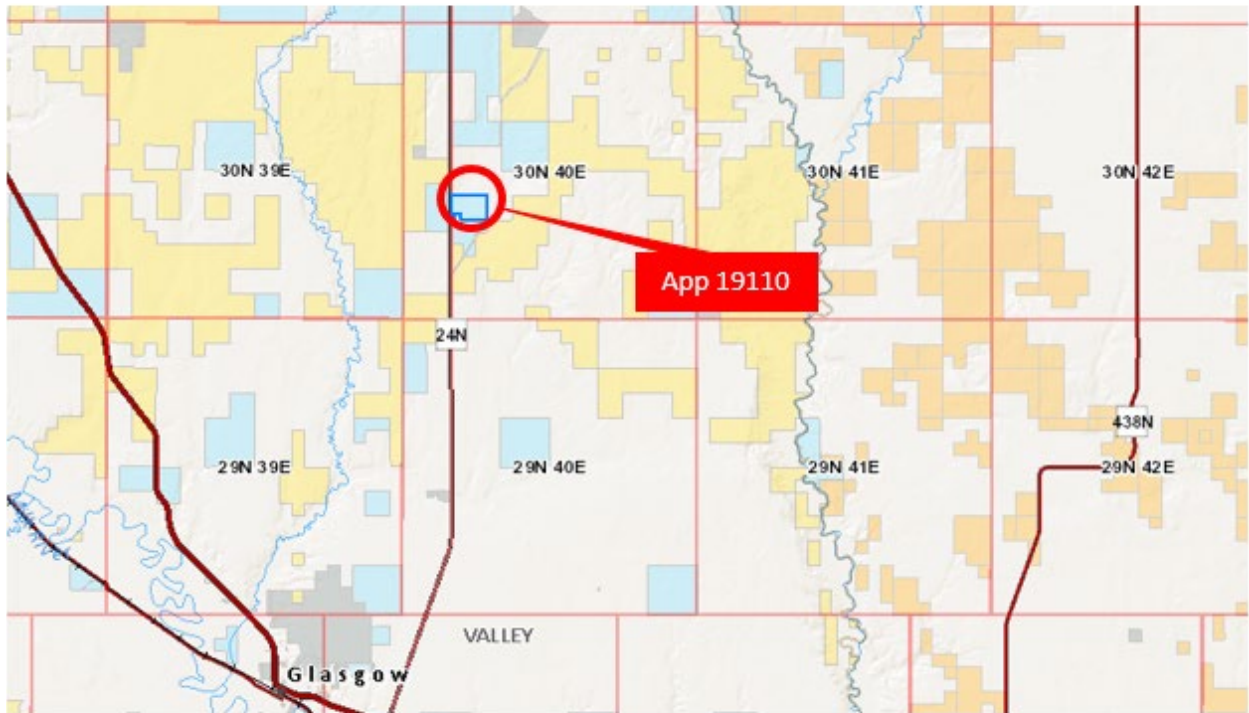 30N 39E
30N 40E
30N 41E
30N 42E
App 19110
24N
438N
29N 39E
29N 40E
29N 41E
29N 42E
VALLEY
Glasgow